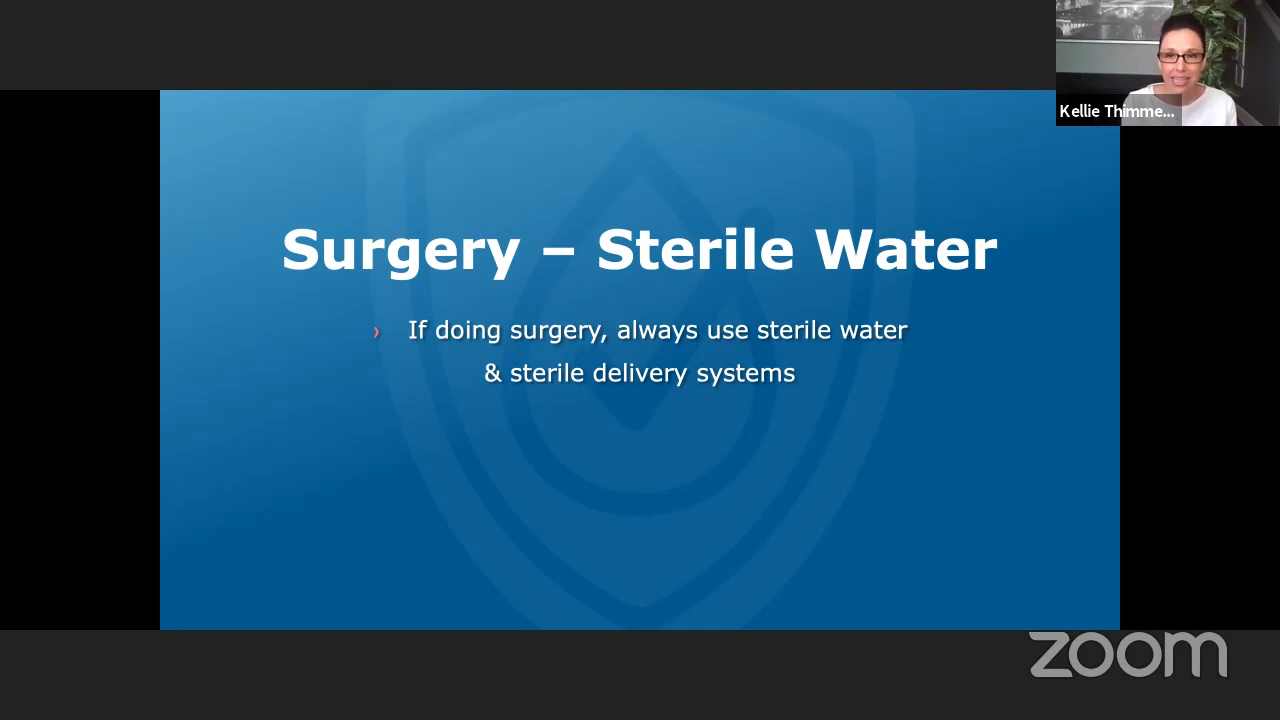 Kellie Thimme...
Surgery – Sterile Water
› If doing surgery, always use sterile water
& sterile delivery systems
zoom